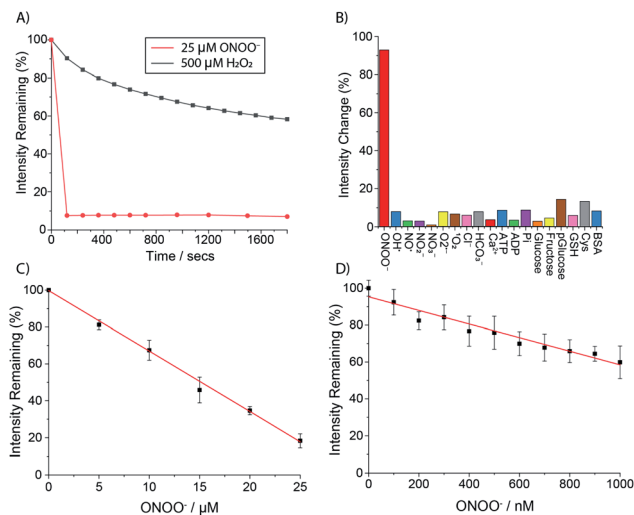 A)
Intensity Remaining (%)
100
80
60
40
20
0
25 μM ONOO⁻
500 μM H₂O₂
0 400 800 1200 1600
Time / secs
B)
Intensity Change (%)
100
80
60
40
20
0
ONOO⁻
OH·
NO·
NO₂⁻
NO₃⁻
O2·⁻
¹O₂
Cl⁻
HCO₃⁻
Ca²⁺
ATP
ADP
Pi
Glucose
Fructose
pGlucose
GSH
Cys
BSA
C)
Intensity Remaining (%)
100
80
60
40
20
0
0 5 10 15 20 25
ONOO⁻ / μM
D)
Intensity Remaining (%)
100
80
60
40
20
0
0 200 400 600 800 1000
ONOO⁻ / nM